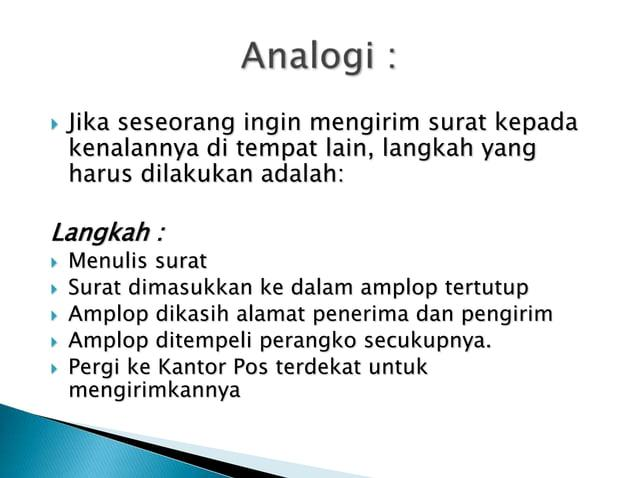 Analogi :
Jika seseorang ingin mengirim surat kepada
kenalannya di tempat lain, langkah yang
harus dilakukan adalah:
Langkah :
Menulis surat
Surat dimasukkan ke dalam amplop tertutup
Amplop dikasih alamat penerima dan pengirim
Amplop ditempeli perangko secukupnya.
Pergi ke Kantor Pos terdekat untuk
mengirimkannya